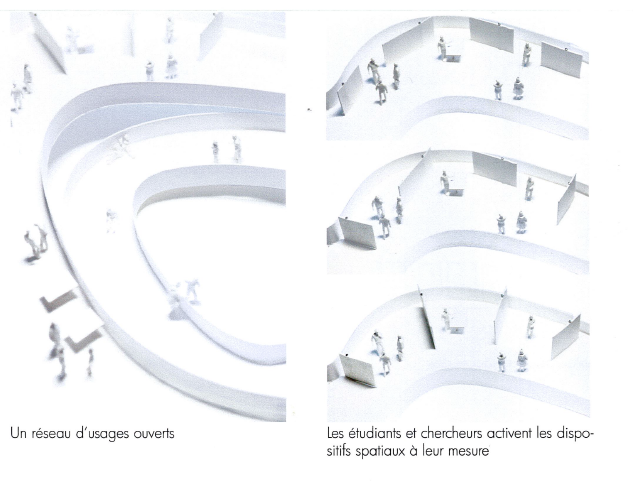 Un réseau d'usages ouverts
Les étudiants et chercheurs activent les dispo-
sitifs spatiaux à leur mesure